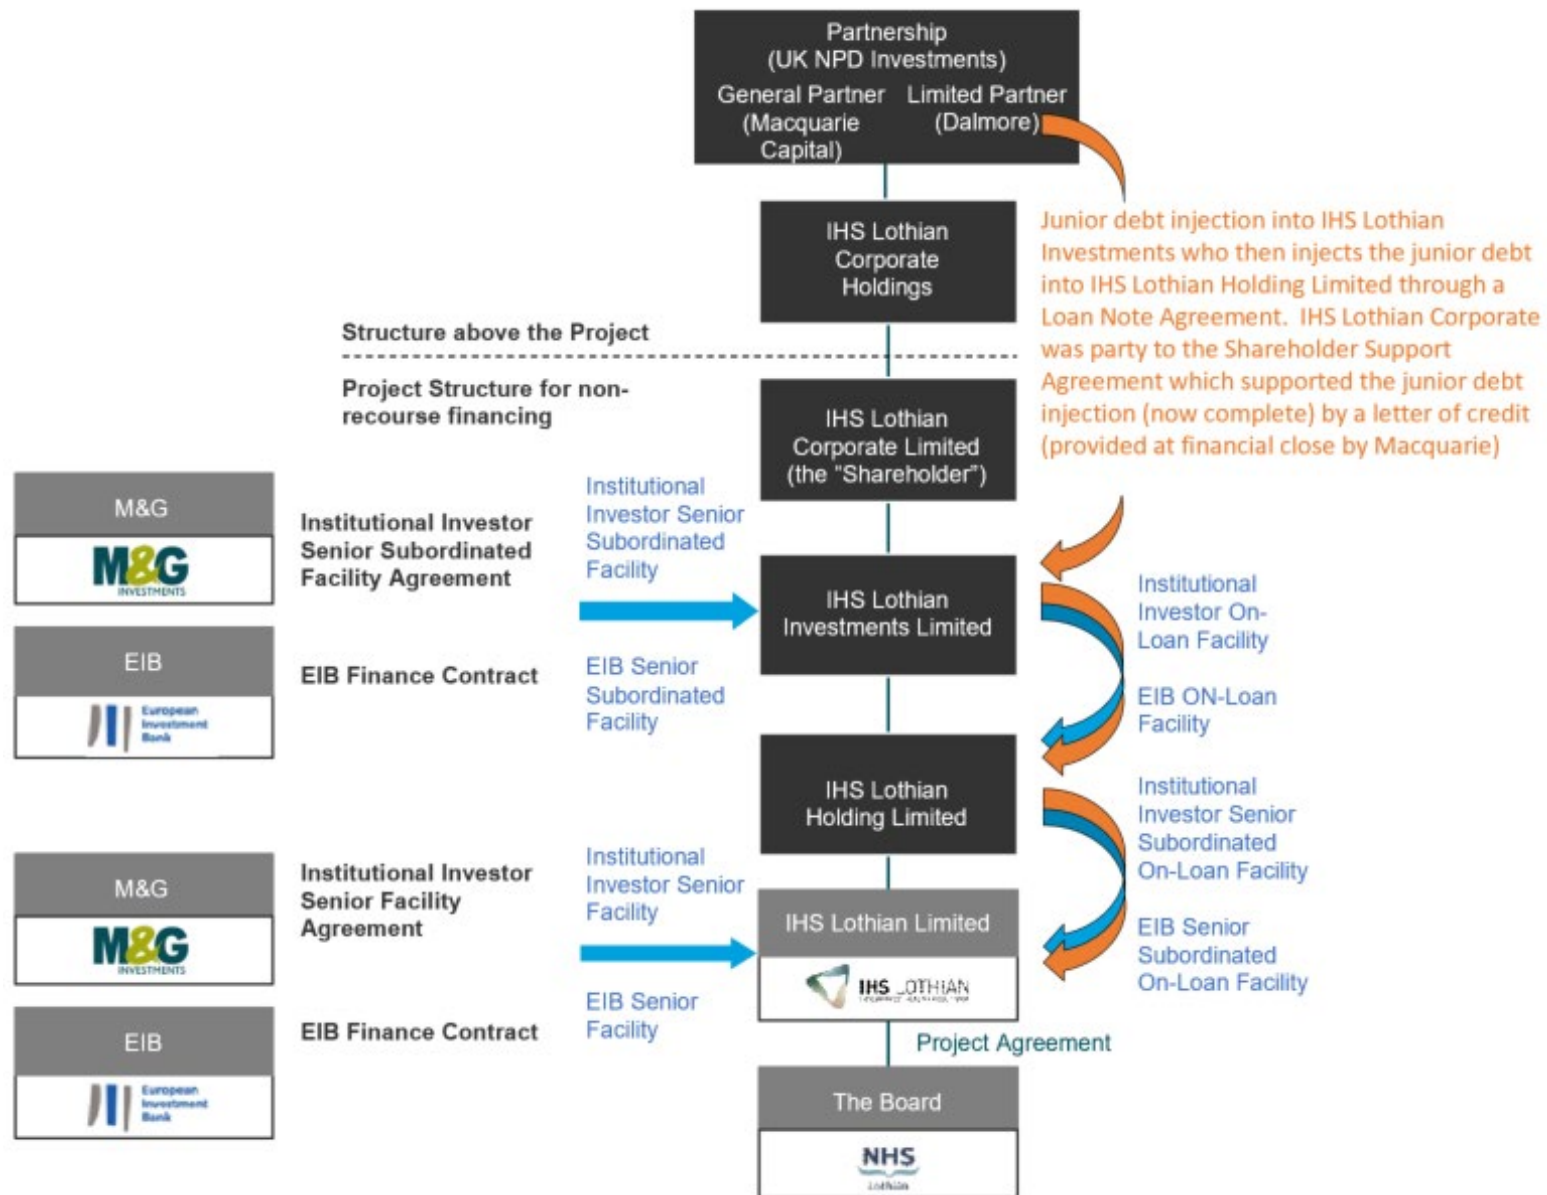 Partnership
(UK NPD Investments)
General Partner
(Macquarie
Capital)
Limited Partner
(Dalmore)
IHS Lothian
Corporate
Holdings
Junior debt injection into IHS Lothian
Investments who then injects the junior debt
into IHS Lothian Holding Limited through a
Loan Note Agreement. IHS Lothian Corporate
was party to the Shareholder Support
Agreement which supported the junior debt
injection (now complete) by a letter of credit
(provided at financial close by Macquarie)
Structure above the Project
Project Structure for non-
recourse financing
IHS Lothian
Corporate Limited
(the "Shareholder")
M&G
M&G
INVESTMENTS
Institutional Investor
Senior Subordinated
Facility Agreement
Institutional
Investor Senior
Subordinated
Facility
IHS Lothian
Investments Limited
Institutional
Investor On-
Loan Facility
EIB
European
Investment
Bank
EIB Finance Contract
EIB Senior
Subordinated
Facility
EIB ON-Loan
Facility
IHS Lothian
Holding Limited
Institutional
Investor Senior
Subordinated
On-Loan Facility
M&G
M&G
INVESTMENTS
Institutional Investor
Senior Facility
Agreement
Institutional
Investor Senior
Facility
IHS Lothian Limited
IHS LOTHIAN
EIB Senior
Subordinated
On-Loan Facility
EIB
European
Investment
Bank
EIB Finance Contract
EIB Senior
Facility
Project Agreement
The Board
NHS
Lothian